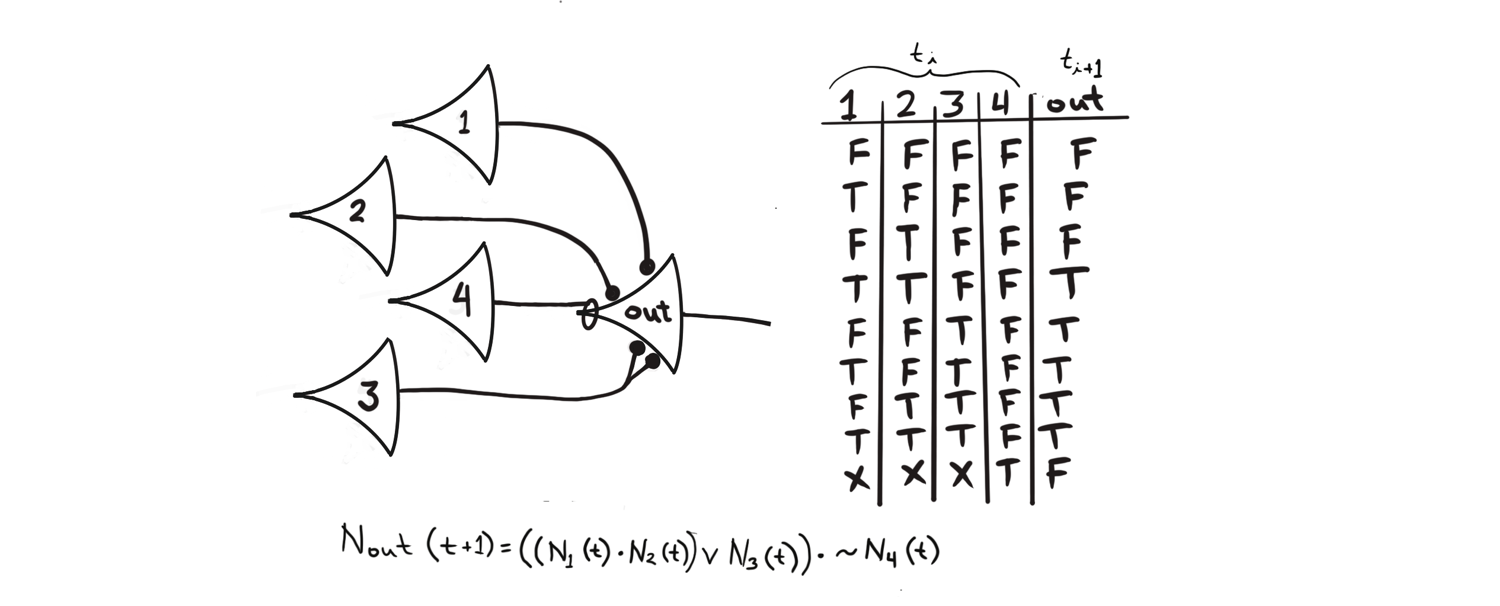 1
2
4
out
3
tᵢ tᵢ₊₁
1 2 3 4 out
F F F F F
T F F F F
F T F F F
T T F F T
F F T F T
T F T F T
F T T F T
T T T F T
X X X T F
Nout (t+1) = ((N₁(t)·N₂(t)) ∨ N₃(t))· ~N₄(t)